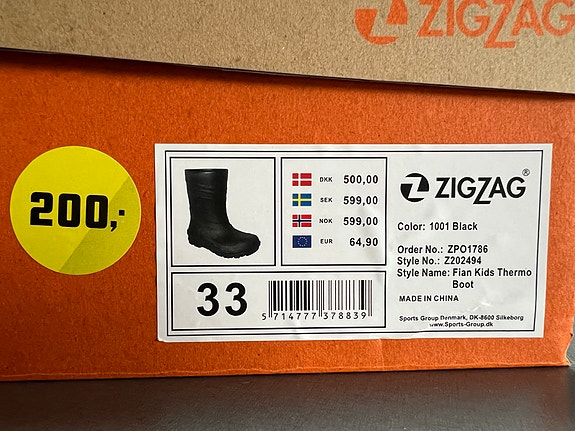 ZIGZAG
200,-
DKK 500,00
SEK 599,00
NOK 599,00
EUR 64,90
33
5 714777 378839
ZIGZAG®
Color: 1001 Black
Order No.: ZPO1786
Style No.: Z202494
Style Name: Fian Kids Thermo
Boot
MADE IN CHINA
Sports Group Denmark, DK-8600 Silkeborg
www.Sports-Group.dk